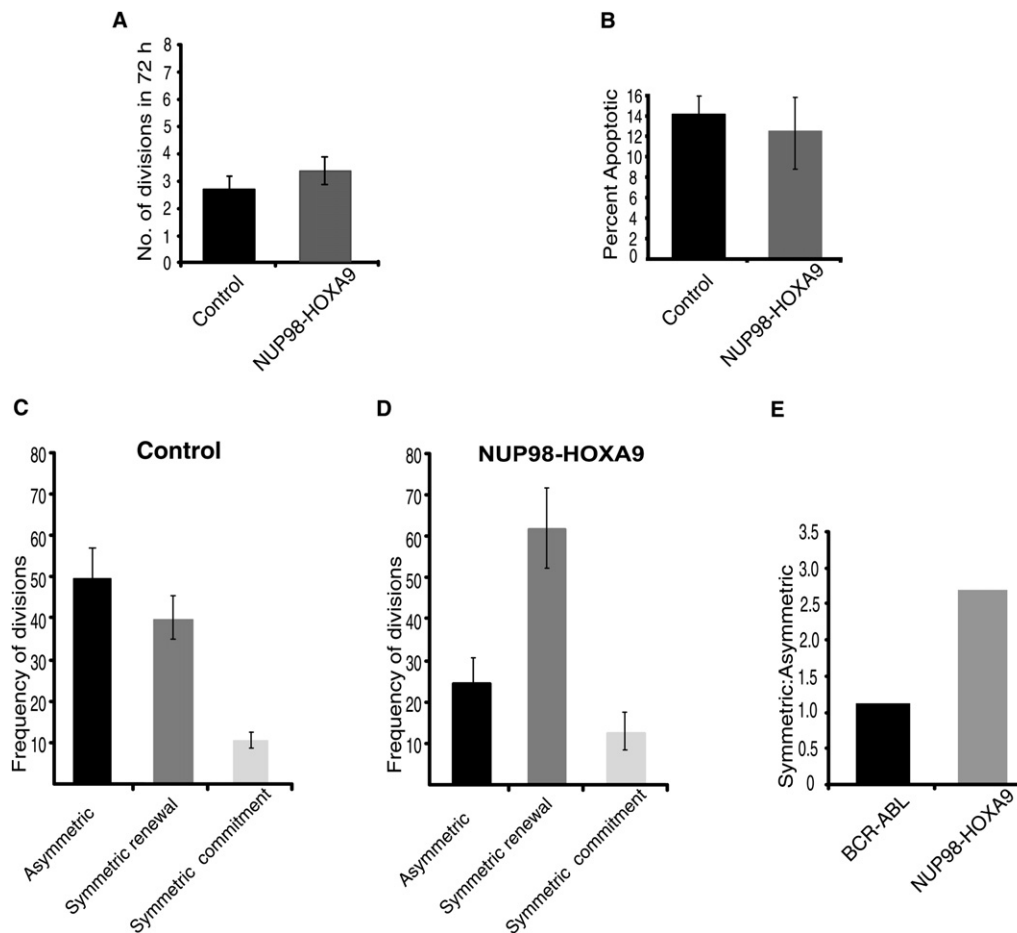 A
No. of divisions in 72 h
8
7
6
5
4
3
2
1
0
Control
NUP98-HOXA9
B
Percent Apoptotic
16
14
12
10
8
6
4
2
0
Control
NUP98-HOXA9
C
Control
Frequency of divisions
80
70
60
50
40
30
20
10
Asymmetric
Symmetric renewal
Symmetric commitment
D
NUP98-HOXA9
Frequency of divisions
80
70
60
50
40
30
20
10
Asymmetric
Symmetric renewal
Symmetric commitment
E
Symmetric:Asymmetric
3.5
3.0
2.5
2.0
1.5
1.0
0.5
0
BCR-ABL
NUP98-HOXA9